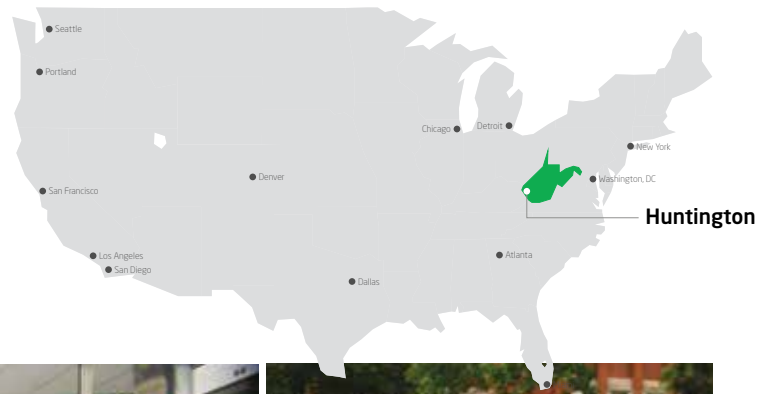 Seattle
Portland
Chicago
Detroit
New York
Denver
Washington, DC
San Francisco
Huntington
Los Angeles
Atlanta
San Diego
Dallas